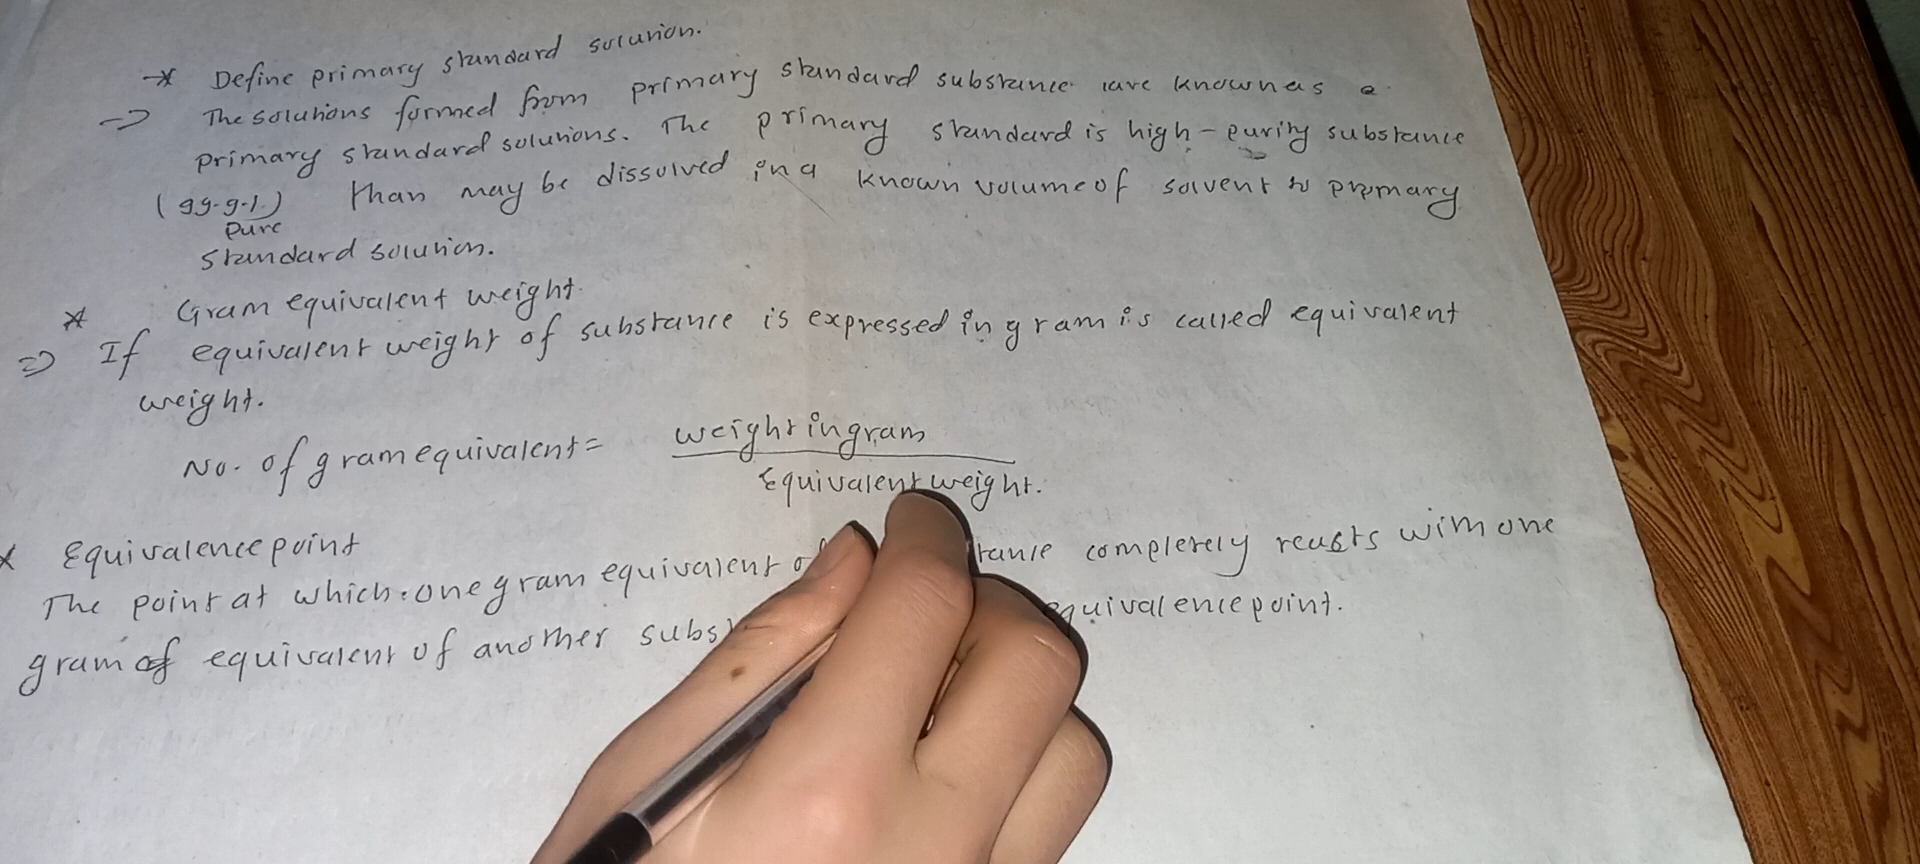 * Define primary standard solution.
=> The solutions formed from primary standard substance are known as a
primary standard solutions. The primary standard is high-purity substance
(99.9%) than may be dissolved in a known volume of solvent to primary
pure
standard solution.
* Gram equivalent weight.
=> If equivalent weight of substance is expressed in gram is called equivalent
weight.
No. of gram equivalent = weight in gram
Equivalent weight.
* Equivalence point
The point at which one gram equivalent completely reacts with one
gram of equivalent of another equivalence point.